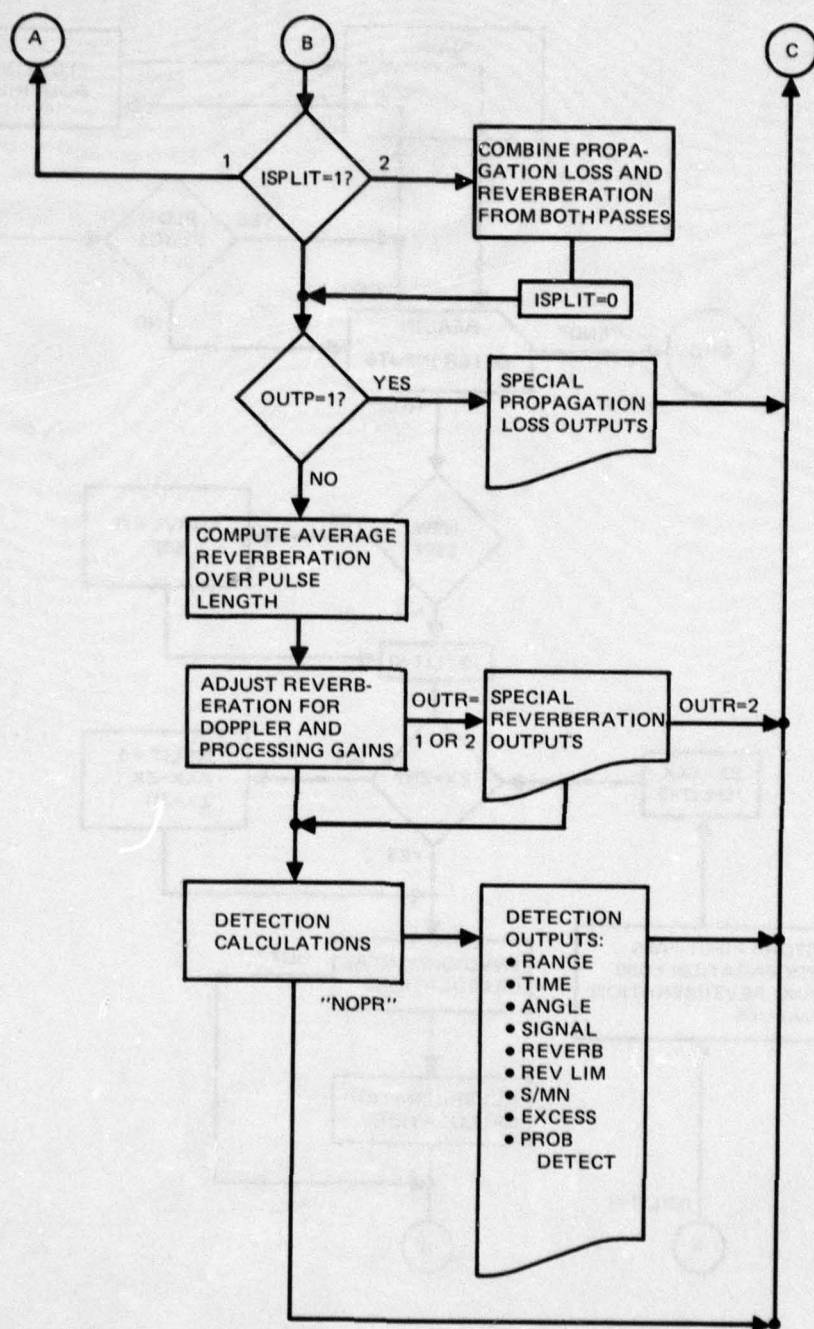 A
B
C
1
ISPLIT=1?
2
COMBINE PROPA-
GATION LOSS AND
REVERBERATION
FROM BOTH PASSES
ISPLIT=0
OUTP=1?
YES
SPECIAL
PROPAGATION
LOSS OUTPUTS
NO
COMPUTE AVERAGE
REVERBERATION
OVER PULSE
LENGTH
ADJUST REVERB-
ERATION FOR
DOPPLER AND
PROCESSING GAINS
OUTR=
1 OR 2
SPECIAL
REVERBERATION
OUTPUTS
OUTR=2
DETECTION
CALCULATIONS
"NOPR"
DETECTION
OUTPUTS:
• RANGE
• TIME
• ANGLE
• SIGNAL
• REVERB
• REV LIM
• S/MN
• EXCESS
• PROB
DETECT